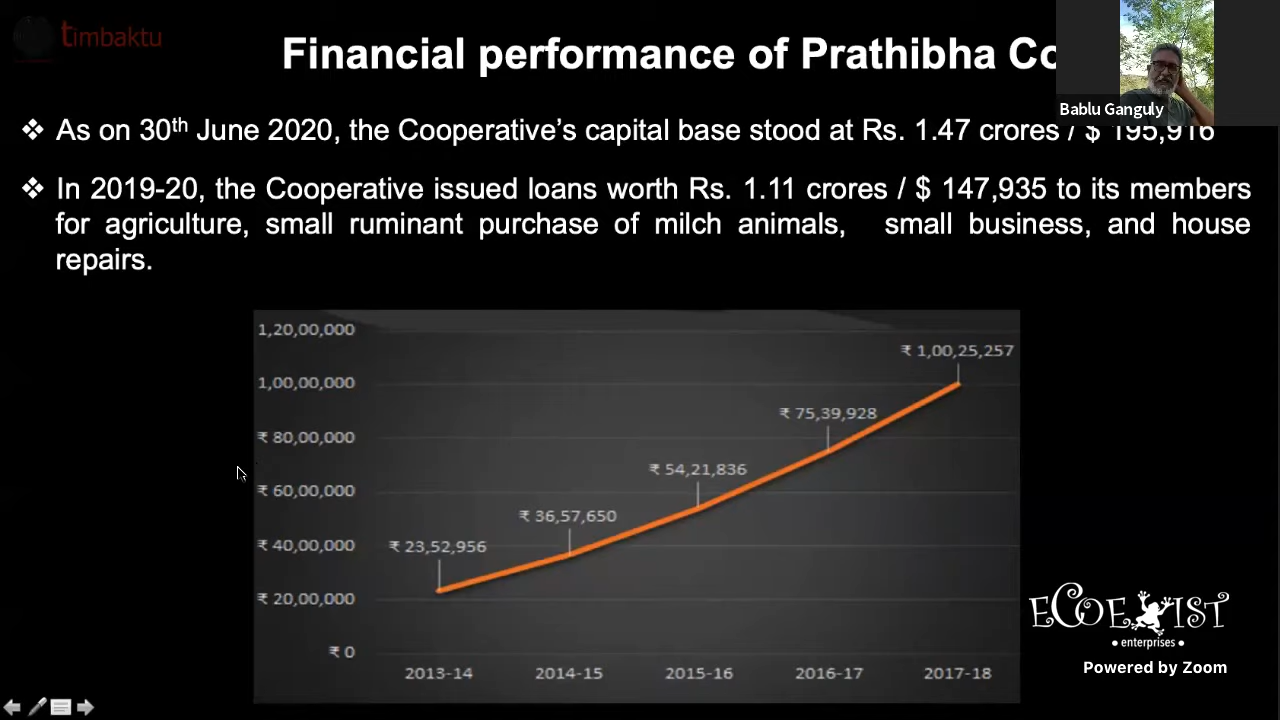 timbaktu
Financial performance of Prathibha Co
Bablu Ganguly
❖ As on 30th June 2020, the Cooperative's capital base stood at Rs. 1.47 crores / $ 195,916
❖ In 2019-20, the Cooperative issued loans worth Rs. 1.11 crores / $ 147,935 to its members
for agriculture, small ruminant purchase of milch animals, small business, and house
repairs.
1,20,00,000
1,00,00,000
₹ 80,00,000
₹ 60,00,000
₹ 40,00,000
₹ 20,00,000
₹ 0
₹ 23,52,956
₹ 36,57,650
₹ 54,21,836
₹ 75,39,928
₹ 1,00,25,257
2013-14 2014-15 2015-16 2016-17 2017-18
ECOEXIST
• enterprises •
Powered by Zoom